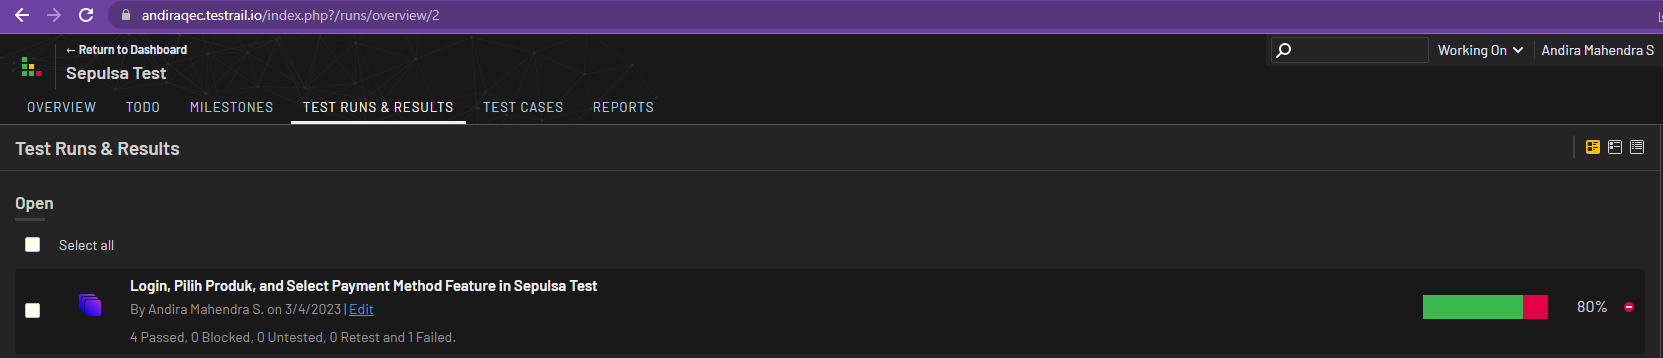 andiraqec.testrail.io/index.php?/runs/overview/2
← Return to Dashboard
Sepulsa Test
Working On
Andira Mahendra S
OVERVIEW TODO MILESTONES TEST RUNS & RESULTS TEST CASES REPORTS
Test Runs & Results
Open
Select all
Login, Pilih Produk, and Select Payment Method Feature in Sepulsa Test
By Andira Mahendra S. on 3/4/2023 | Edit
80%
4 Passed, 0 Blocked, 0 Untested, 0 Retest and 1 Failed.